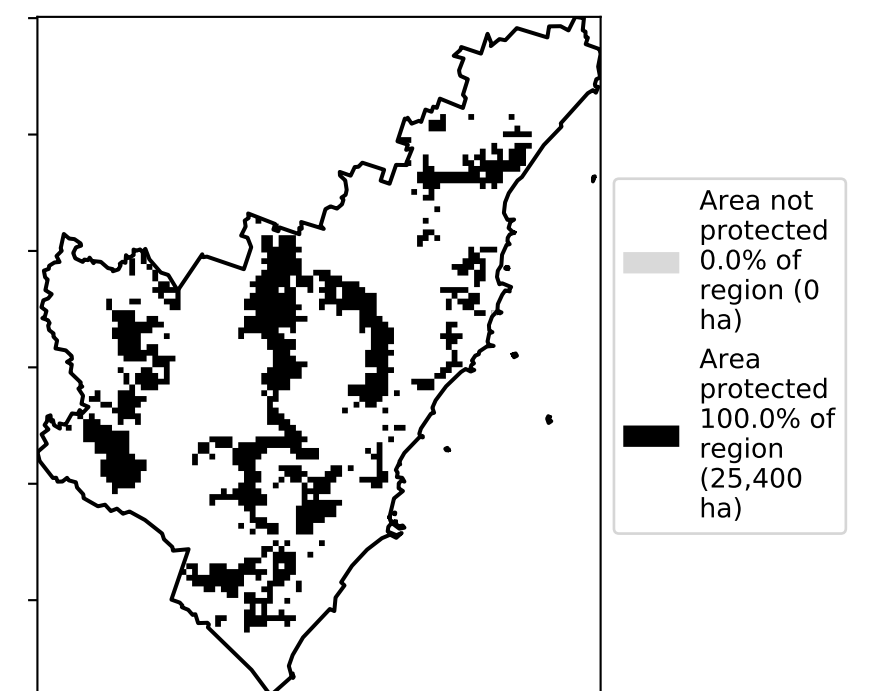 Area not
protected
0.0% of
region (0
ha)
Area
protected
100.0% of
region
(25,400
ha)